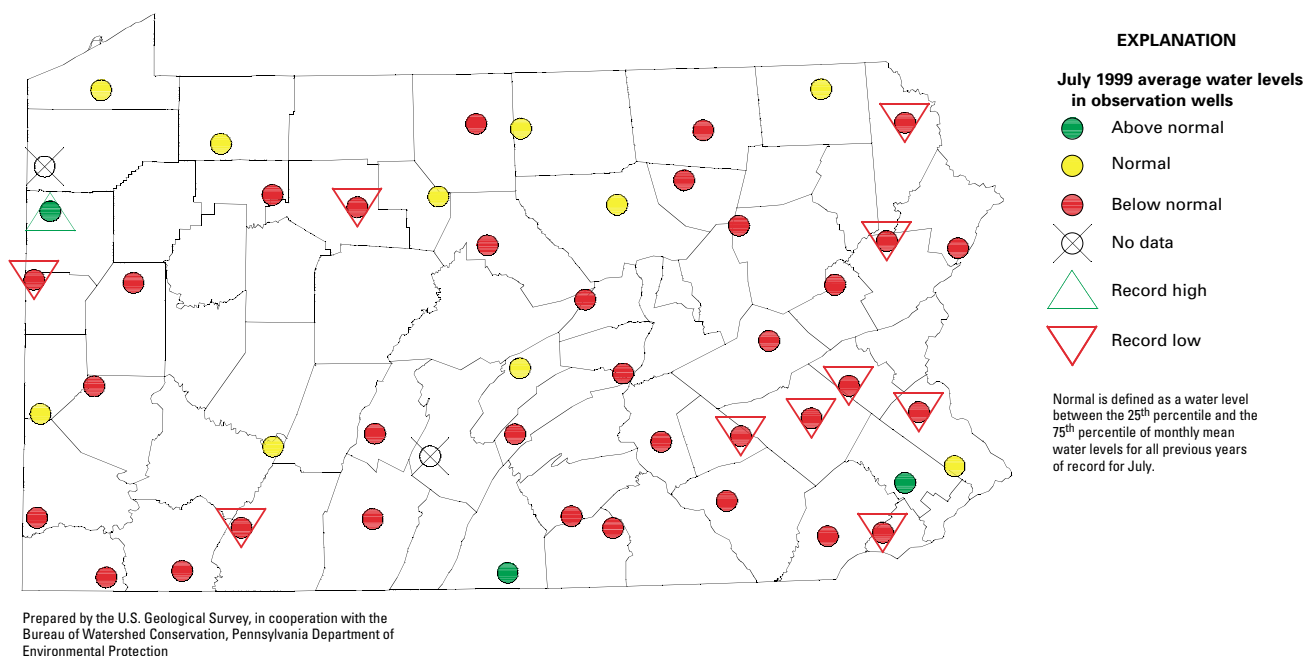 EXPLANATION
July 1999 average water levels
in observation wells
Above normal
Normal
Below normal
No data
Record high
Record low
Normal is defined as a water level
between the 25th percentile and the
75th percentile of monthly mean
water levels for all previous years
of record for July.
Prepared by the U.S. Geological Survey, in cooperation with the
Bureau of Watershed Conservation, Pennsylvania Department of
Environmental Protection